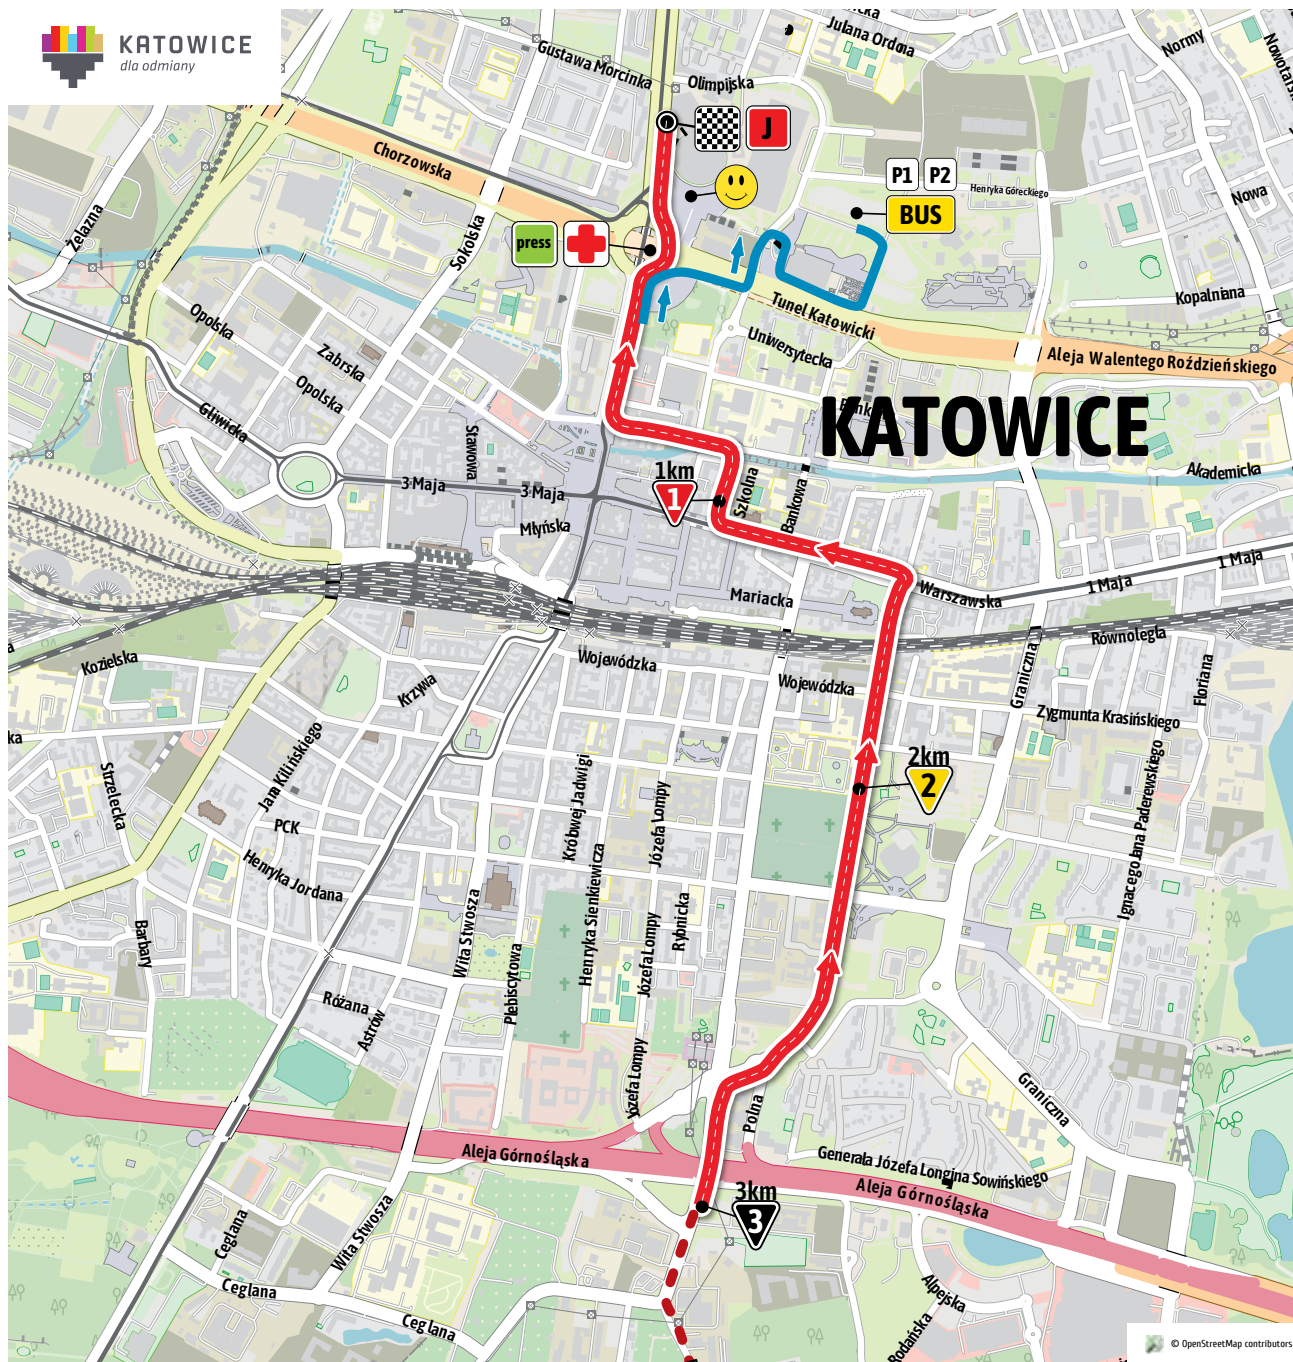 KATOWICE
dla odmiany
Gustawa Morcinka
Olimpijska
Juliana Ordona
Normy
Nowa
J
P1
P2
BUS
Henryka Góreckiego
press
Chorzowska
Żelazna
Sokolska
Kopalniana
Tunel Katowicki
Uniwersytecka
Aleja Walentego Roździeńskiego
Opolska
Zabrska
Opolska
Gliwicka
KATOWICE
Stawowa
3 Maja
3 Maja
Młyńska
1km
1
Szkolna
Bankowa
Akademicka
Mariacka
Warszawska
1 Maja
1 Maja
Równoległa
Kozielska
Krzywa
Wojewódzka
Wojewódzka
Graniczna
Floriana
Zygmunta Krasińskiego
ka
Strzelecka
Jana Kilińskiego
PCK
Henryka Jordana
Królowej Jadwigi
Józefa Lompy
2km
2
Ignacego Jana Paderewskiego
Henryka Sienkiewicza
Wita Stwosza
Barbary
Plebiscytowa
Józefa Lompy
Rybnicka
Różana
Astrów
Józefa Lompy
Polna
Graniczna
Aleja Górnośląska
Generała Józefa Longina Sowińskiego
Aleja Górnośląska
3km
3
Ceglana
Wita Stwosza
Ceglana
Ceglana
Alpejska
Rodańska
© OpenStreetMap contributors